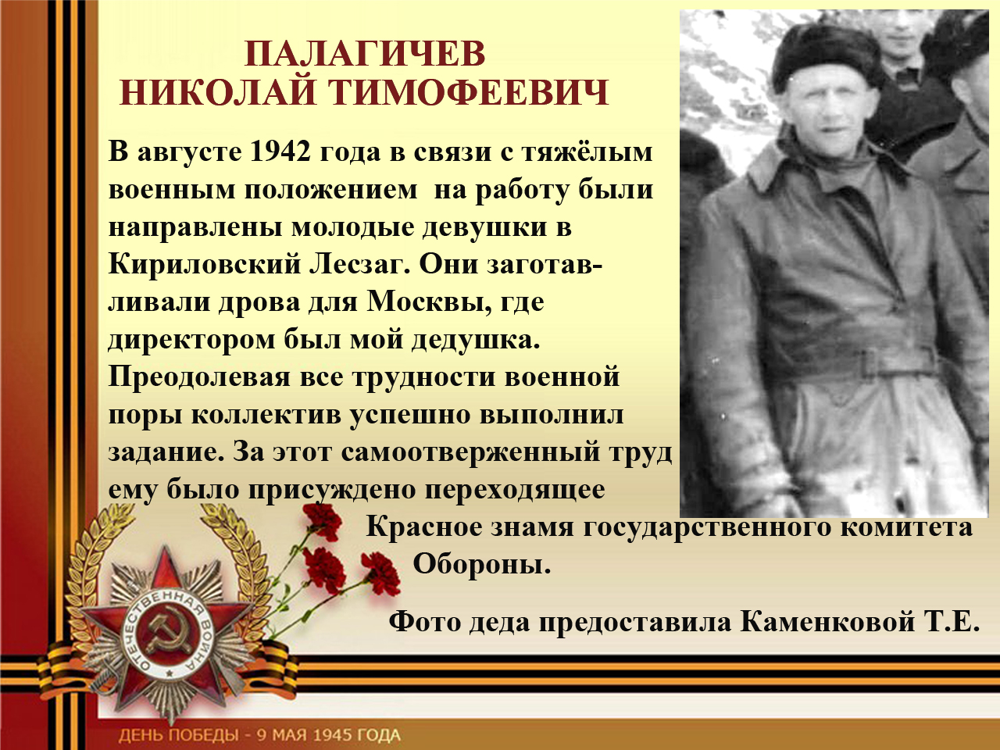 ПАЛАГИЧЕВ
НИКОЛАЙ ТИМОФЕЕВИЧ
В августе 1942 года в связи с тяжёлым
военным положением на работу были
направлены молодые девушки в
Кириловский Лесзаг. Они заготав-
ливали дрова для Москвы, где
директором был мой дедушка.
Преодолевая все трудности военной
поры коллектив успешно выполнил
задание. За этот самоотверженный труд
ему было присуждено переходящее
Красное знамя государственного комитета
Обороны.
Фото деда предоставила Каменковой Т.Е.
ОТЕЧЕСТВЕННАЯ ВОЙНА
ДЕНЬ ПОБЕДЫ - 9 МАЯ 1945 ГОДА